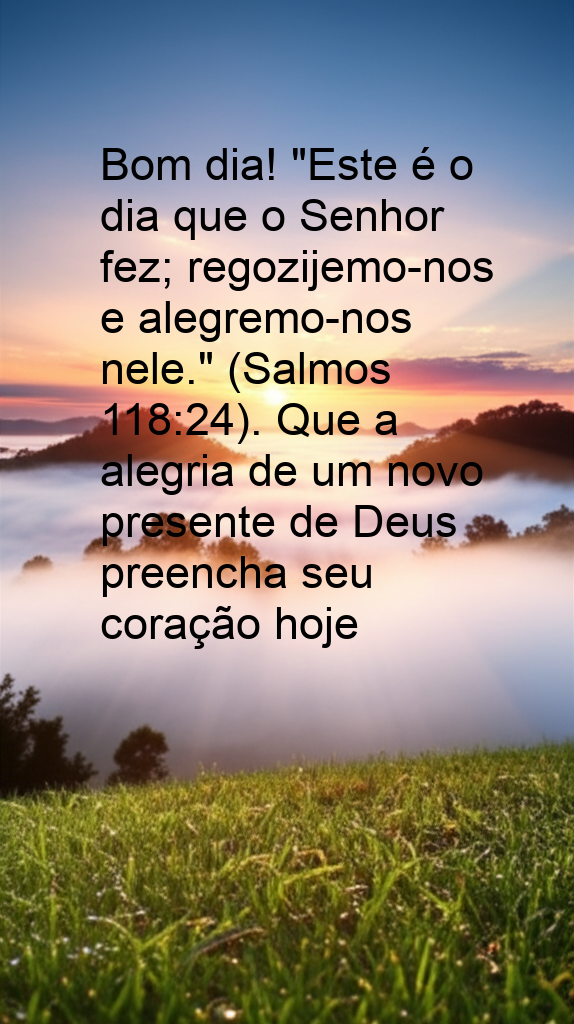 Bom dia! "Este é o
dia que o Senhor
fez; regozijemo-nos
e alegremo-nos
nele." (Salmos
118:24). Que a
alegria de um novo
presente de Deus
preencha seu
coração hoje